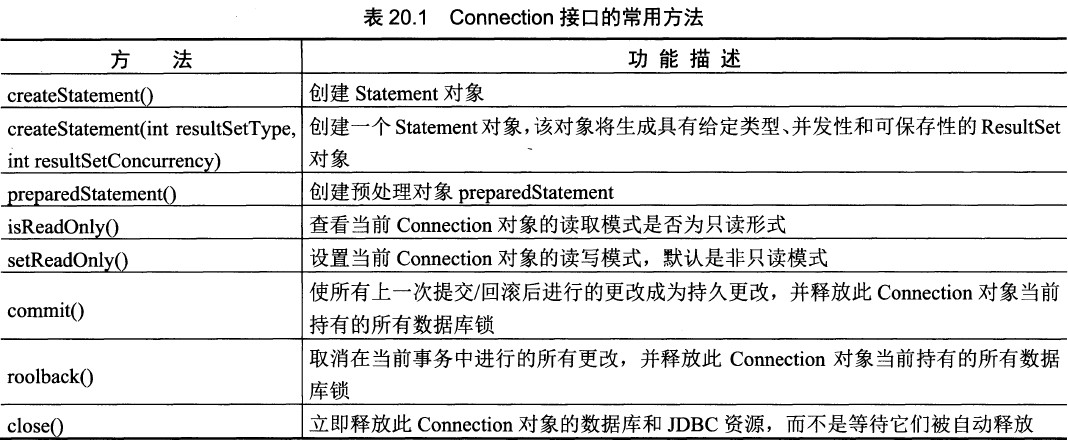 表 20.1 Connection 接口的常用方法
方 法 功 能 描 述
createStatement() 创建 Statement 对象
createStatement(int resultSetType, 创建一个 Statement 对象，该对象将生成具有给定类型、并发性和可保存性的 ResultSet
int resultSetConcurrency) 对象
preparedStatement() 创建预处理对象 preparedStatement
isReadOnly() 查看当前 Connection 对象的读取模式是否为只读形式
setReadOnly() 设置当前 Connection 对象的读写模式，默认是非只读模式
commit() 使所有上一次提交/回滚后进行的更改成为持久更改，并释放此 Connection 对象当前
持有的所有数据库锁
roolback() 取消在当前事务中进行的所有更改，并释放此 Connection 对象当前持有的所有数据
库锁
close() 立即释放此 Connection 对象的数据库和 JDBC 资源，而不是等待它们被自动释放